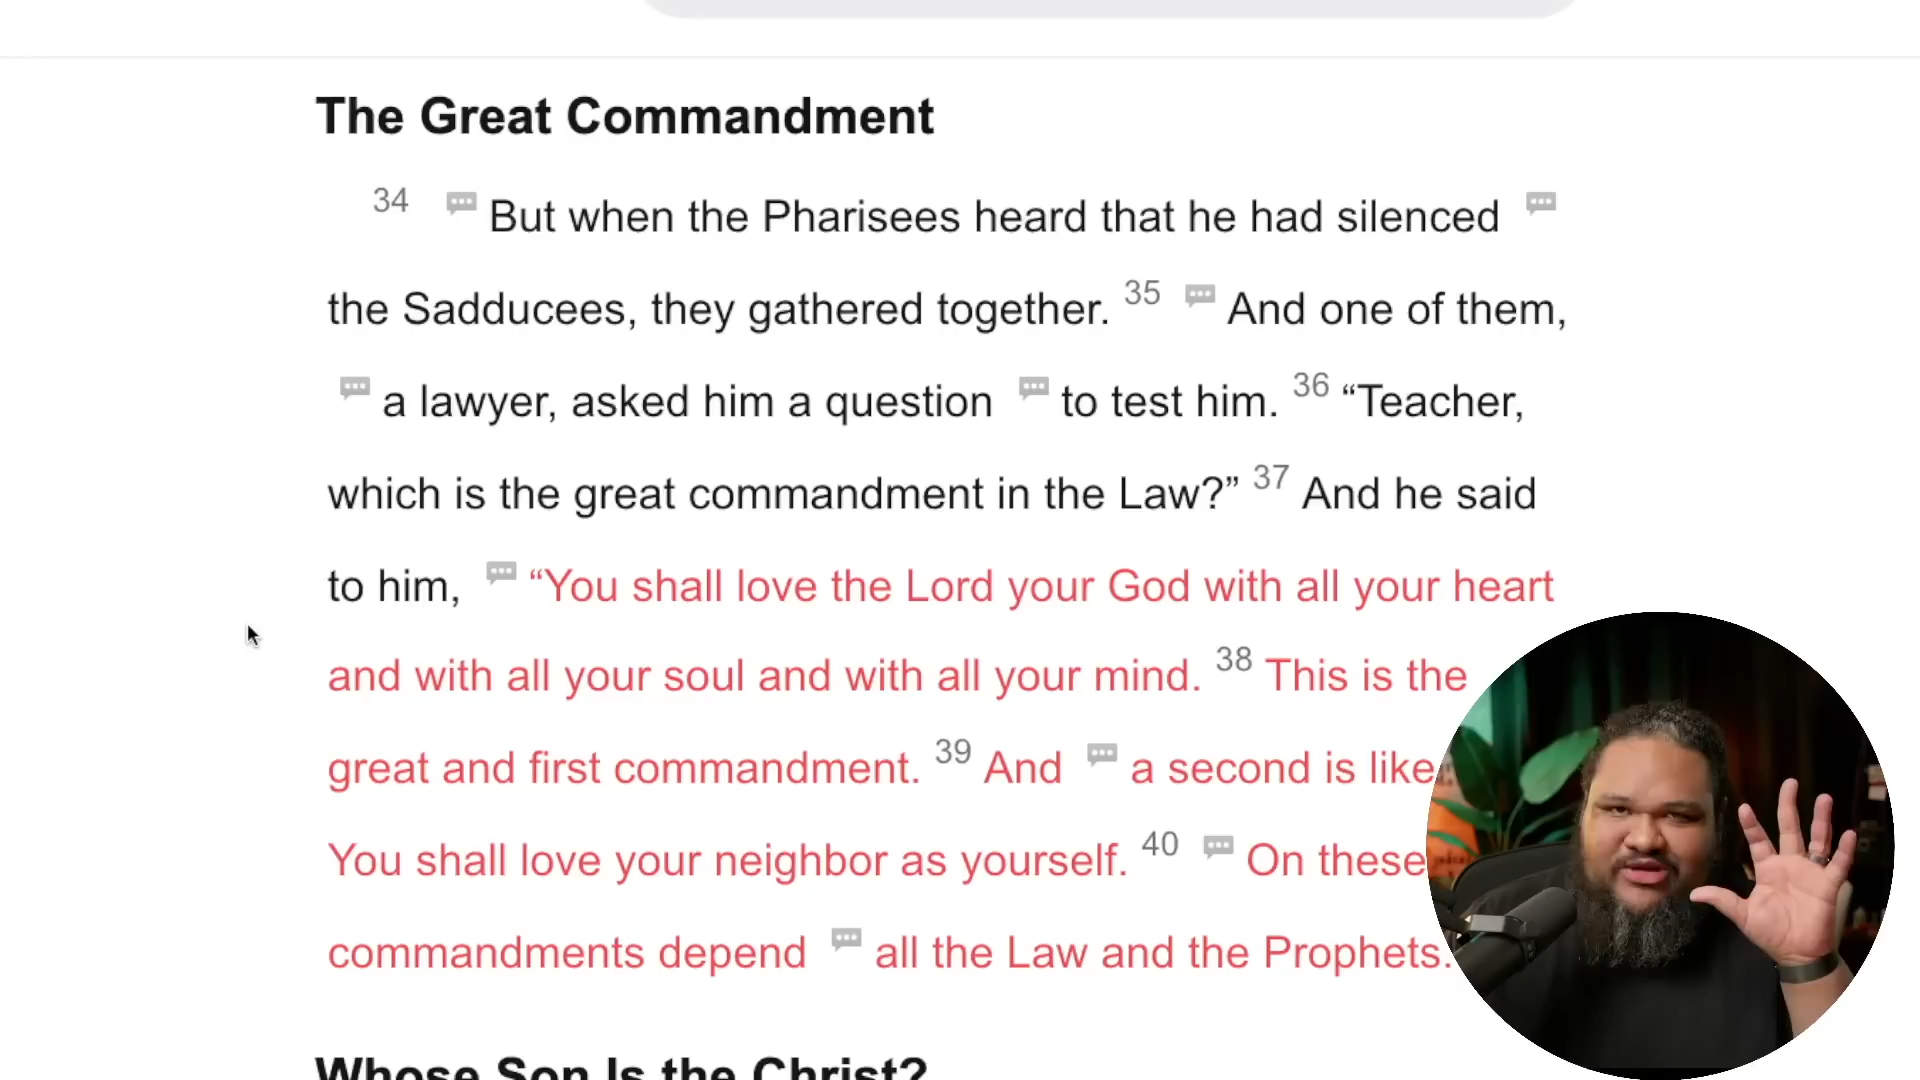 The Great Commandment
34 But when the Pharisees heard that he had silenced
the Sadducees, they gathered together. 35 And one of them,
a lawyer, asked him a question to test him. 36 “Teacher,
which is the great commandment in the Law?” 37 And he said
to him, “You shall love the Lord your God with all your heart
and with all your soul and with all your mind. 38 This is the
great and first commandment. 39 And a second is like
You shall love your neighbor as yourself. 40 On these
commandments depend all the Law and the Prophets.
Whose Son Is the Christ?